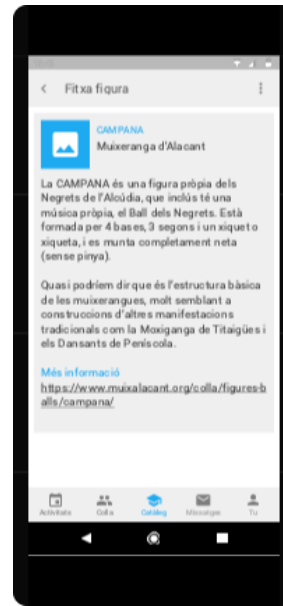 Fitxa figura
CAMPANA
Muixeranga d'Alacant
La CAMPANA és una figura pròpia dels
Negrets de l'Alcúdia, que inclús té una
música pròpia, el Ball dels Negrets. Està
formada per 4 bases, 3 segons i un xiquet o
xiqueta, i es munta completament neta
(sense pinya).
Quasi podríem dir que és l'estructura bàsica
de les muixerangues, molt semblant a
construccions d'altres manifestacions
tradicionals com la Moxiganga de Titaigües i
els Dansants de Peníscola.
Més informació
https://www.muixalacant.org/colla/figures-b
alls/campana/
Activitats Colla Catàleg Missatges Tu